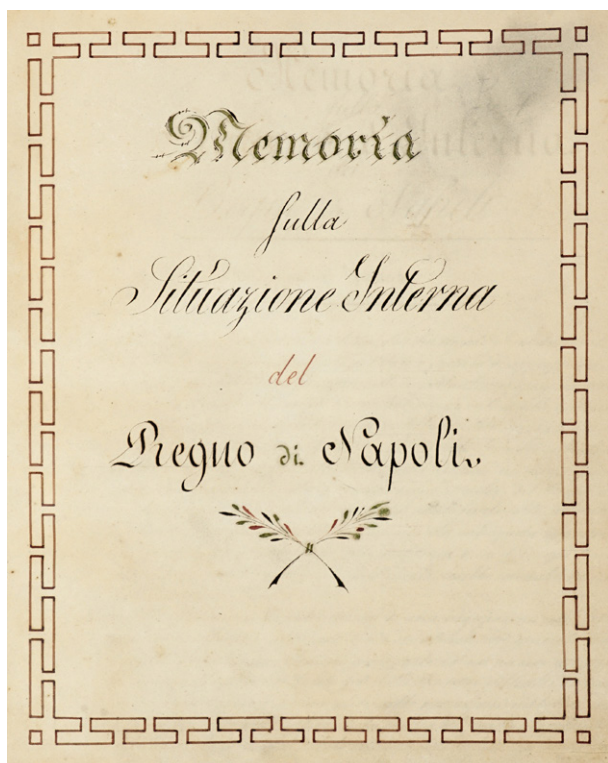 Memoria
sulla
Situazione Interna
del
Regno di Napoli.